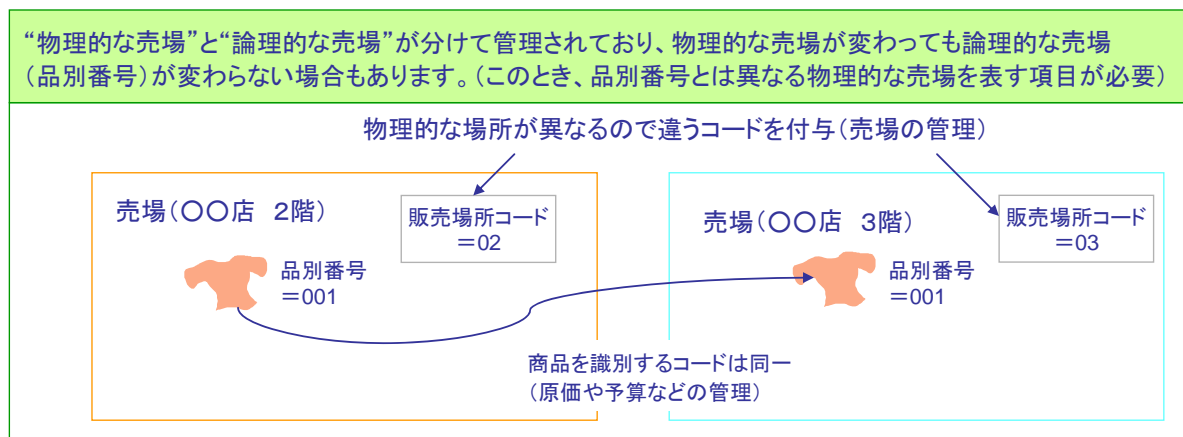 “物理的な売場”と“論理的な売場”が分けて管理されており、物理的な売場が変わっても論理的な売場
（品別番号）が変わらない場合もあります。（このとき、品別番号とは異なる物理的な売場を表す項目が必要）
物理的な場所が異なるので違うコードを付与（売場の管理）
売場（〇〇店　２階）
販売場所コード
＝02
品別番号
＝001
売場（〇〇店　３階）
販売場所コード
＝03
品別番号
＝001
商品を識別するコードは同一
（原価や予算などの管理）